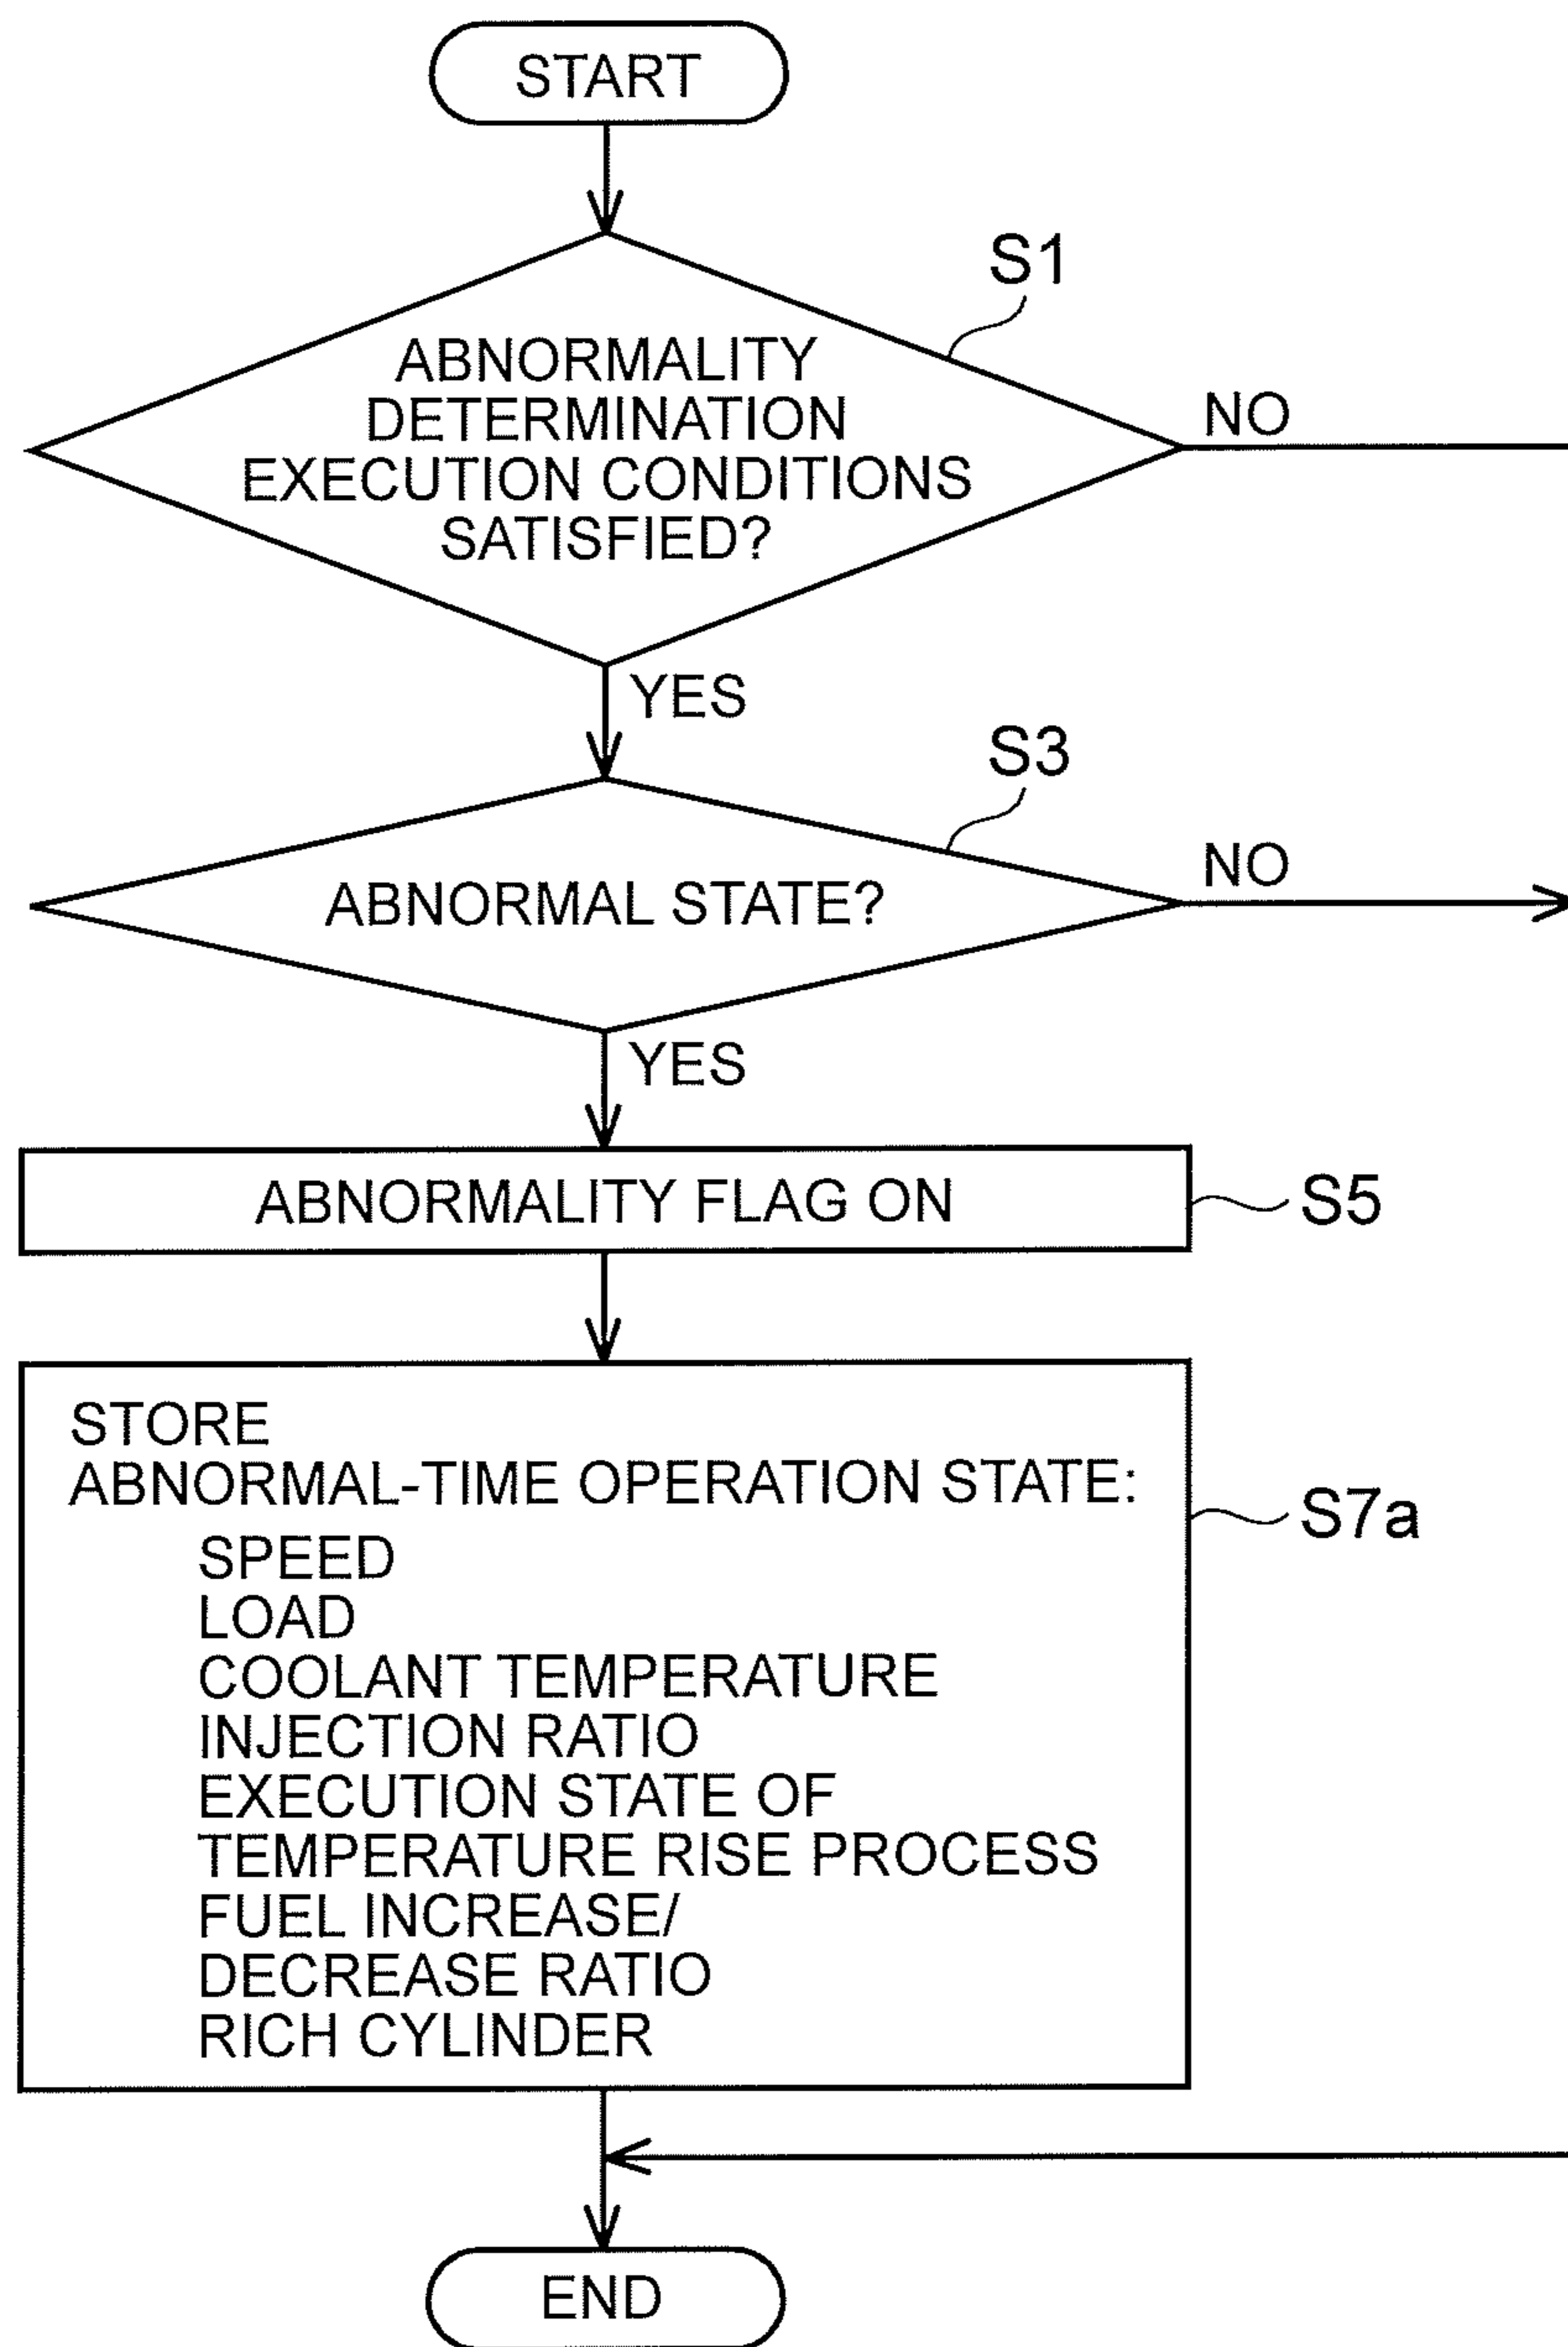 START
S1
ABNORMALITY
DETERMINATION
EXECUTION CONDITIONS
SATISFIED?
NO
YES
S3
ABNORMAL STATE?
NO
YES
ABNORMALITY FLAG ON
S5
STORE
ABNORMAL-TIME OPERATION STATE:
S7a
SPEED
LOAD
COOLANT TEMPERATURE
INJECTION RATIO
EXECUTION STATE OF
TEMPERATURE RISE PROCESS
FUEL INCREASE/
DECREASE RATIO
RICH CYLINDER
END